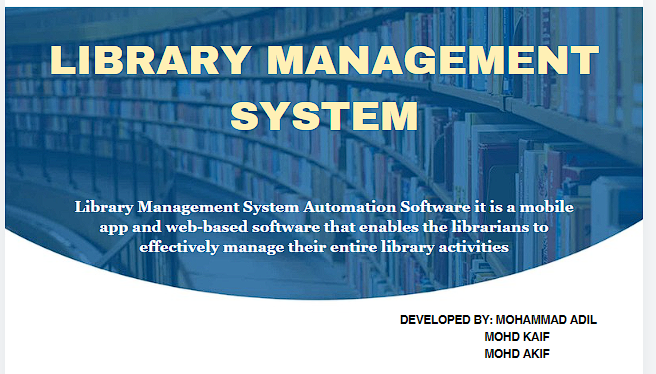 LIBRARY MANAGEMENT
SYSTEM
Library Management System Automation Software it is a mobile
app and web-based software that enables the librarians to
effectively manage their entire library activities
DEVELOPED BY: MOHAMMAD ADIL
MOHD KAIF
MOHD AKIF